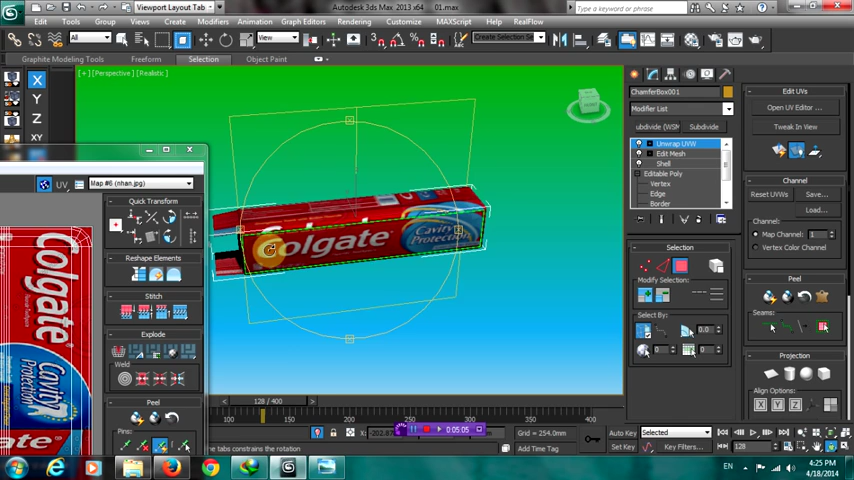 Viewport Layout Tab
Autodesk 3ds Max 2013 x64
01.max
Type a keyword or phrase
Edit Tools Group Views Create Modifiers Animation Graph Editors Rendering Customize MAXScript Help RealFlow
All
View
Create Selection Se
Graphite Modeling Tools Freeform Selection Object Paint
[+] [Perspective] [Realistic]
X
Y
Z
XY
UV
Map #6 (nhan.jpg)
Quick Transform
Reshape Elements
Stitch
Explode
Weld
Peel
Pins:
Colgate
Cavity
Protection
Colgate
Cavity
Protection
ChamferBox001
Modifier List
ubdivide (WSM
Subdivide
Unwrap UVW
Edit Mesh
Shell
Editable Poly
Vertex
Edge
Border
Selection
Modify Selection:
Select By:
0.0
0
0
Edit UVs
Open UV Editor ...
Tweak In View
Channel
Reset UVWs
Save...
Load...
Channel:
Map Channel: 1
Vertex Color Channel
Peel
Seams:
Projection
Align Options:
X Y Z
128 / 400
100 150 200 250 300 350 400
0:05:05
Grid = 254.0mm
Add Time Tag
Auto Key
Selected
Set Key
Key Filters...
128
he tabs constrains the rotation
EN
4:25 PM
4/18/2014